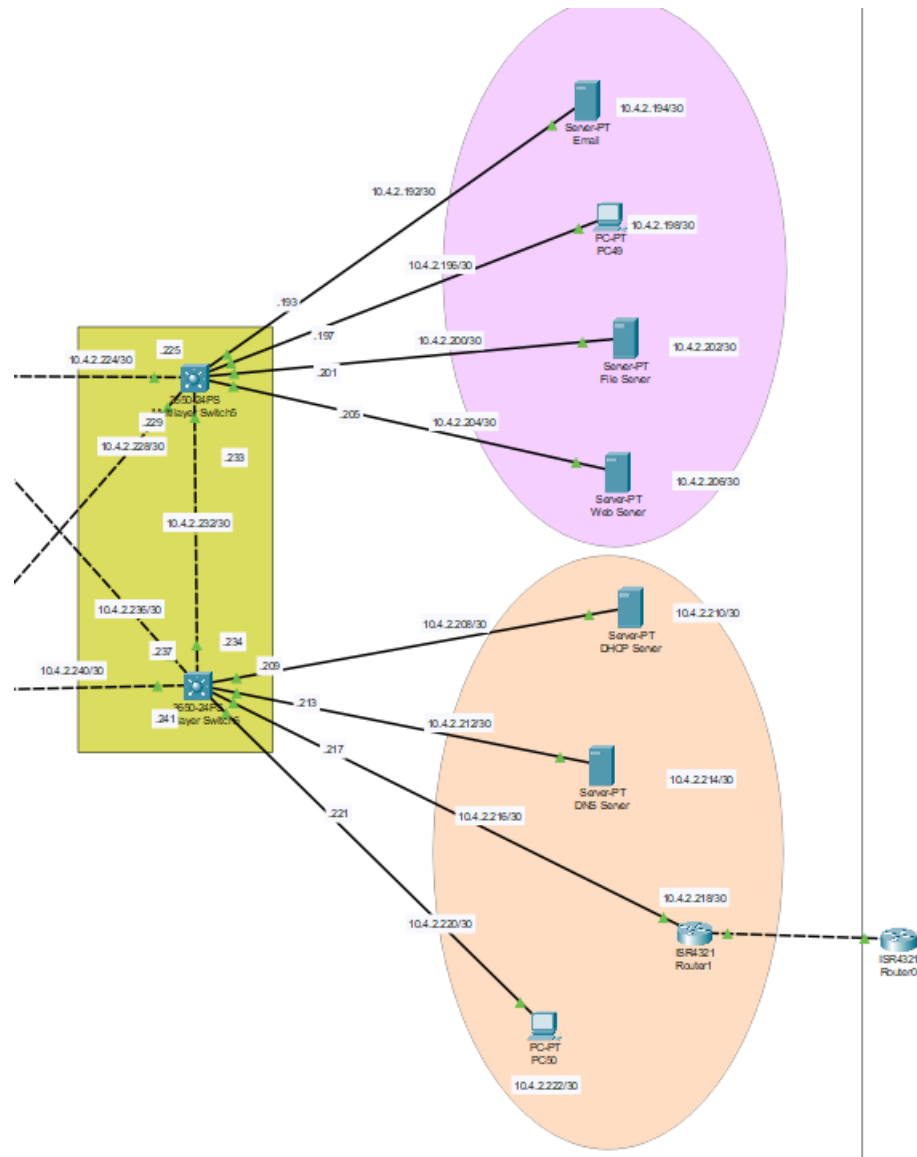 10.4.2.194/30
Server-PT
Email
10.4.2.192/30
10.4.2.198/30
PC-PT
PC49
10.4.2.196/30
.193
.197
10.4.2.200/30
10.4.2.202/30
Server-PT
File Server
.225
10.4.2.224/30
.201
3650-24PS
Multilayer Switch5
.205
10.4.2.204/30
.229
10.4.2.228/30
.233
10.4.2.206/30
Server-PT
Web Server
10.4.2.232/30
10.4.2.236/30
10.4.2.210/30
10.4.2.208/30
Server-PT
DHCP Server
.234
.237
.209
10.4.2.240/30
3650-24PS
layer Switch6
.241
.213
10.4.2.212/30
.217
10.4.2.214/30
Server-PT
DNS Server
.221
10.4.2.216/30
10.4.2.218/30
10.4.2.220/30
ISR4321
Router1
ISR4321
Router0
PC-PT
PC50
10.4.2.222/30